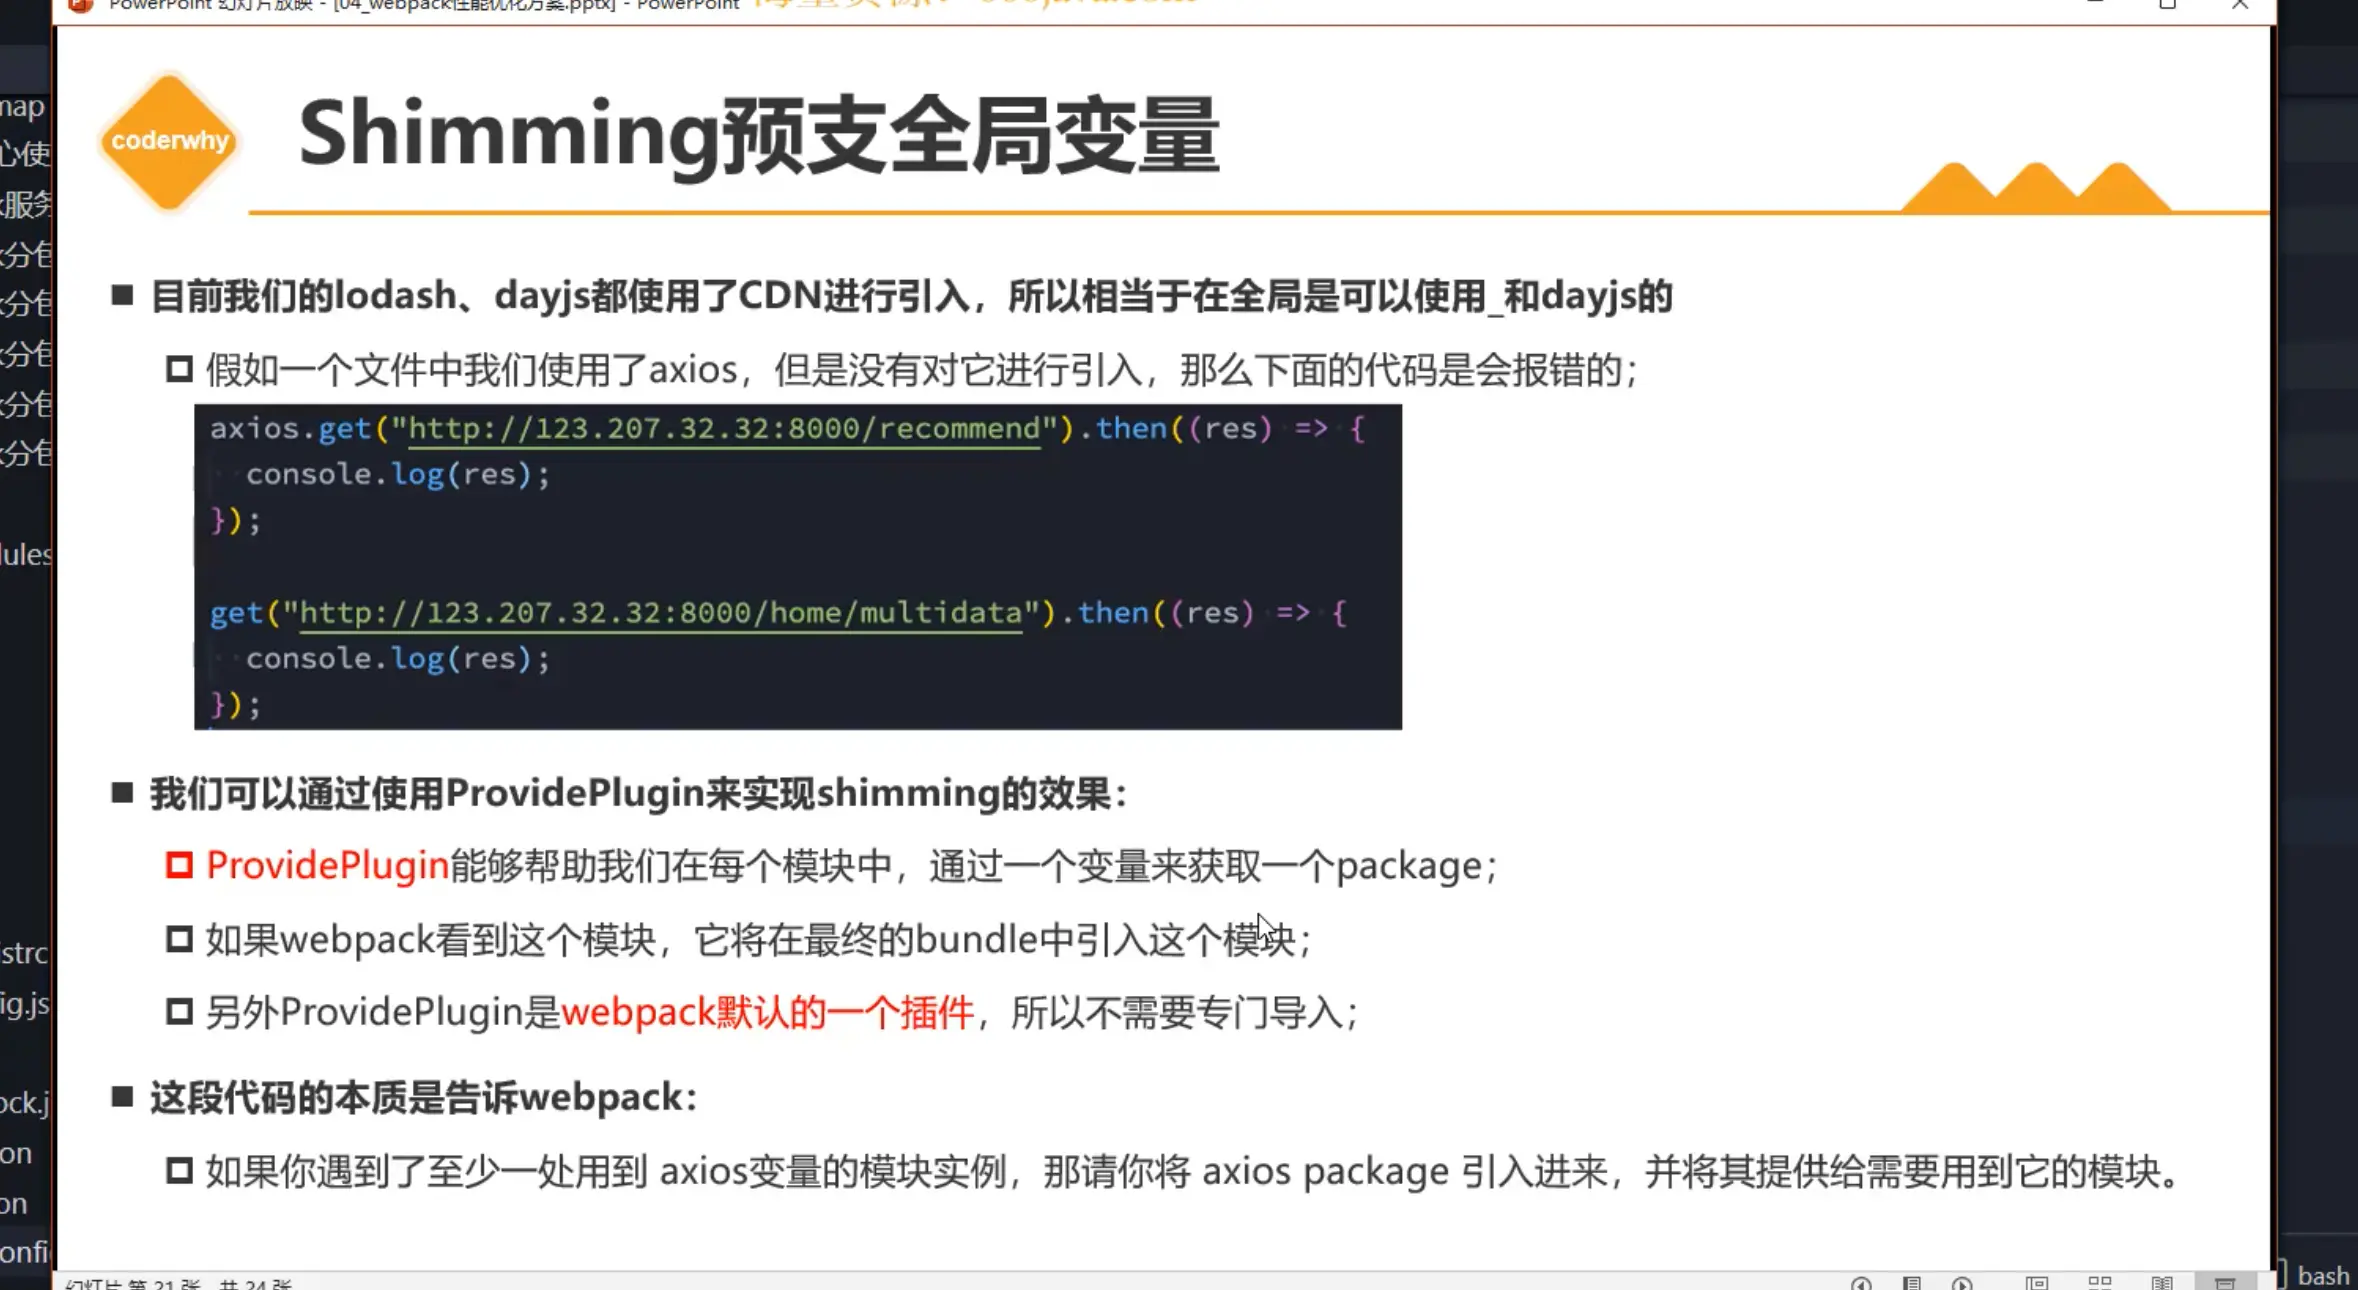 PowerPoint 幻灯片放映 - [04_webpack性能优化方案.pptx] - PowerPoint
coderwhy
Shimming预支全局变量
目前我们的lodash、dayjs都使用了CDN进行引入，所以相当于在全局是可以使用_和dayjs的
假如一个文件中我们使用了axios，但是没有对它进行引入，那么下面的代码是会报错的；
axios.get("http://123.207.32.32:8000/recommend").then((res) => {
console.log(res);
});
get("http://123.207.32.32:8000/home/multidata").then((res) => {
console.log(res);
});
我们可以通过使用ProvidePlugin来实现shimming的效果：
ProvidePlugin能够帮助我们在每个模块中，通过一个变量来获取一个package；
如果webpack看到这个模块，它将在最终的bundle中引入这个模块；
另外ProvidePlugin是webpack默认的一个插件，所以不需要专门导入；
这段代码的本质是告诉webpack：
如果你遇到了至少一处用到 axios变量的模块实例，那请你将 axios package 引入进来，并将其提供给需要用到它的模块。
幻灯片 第 21 张，共 24 张
map
心使
服务
分包
分包
分包
分包
分包
strc
ig.js
ock.j
on
on
bash